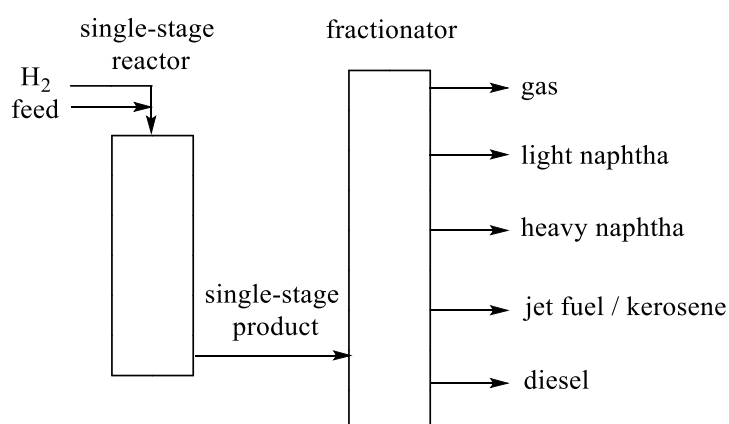 single-stage
reactor
fractionator
H₂
feed
gas
light naphtha
heavy naphtha
single-stage
product
jet fuel / kerosene
diesel